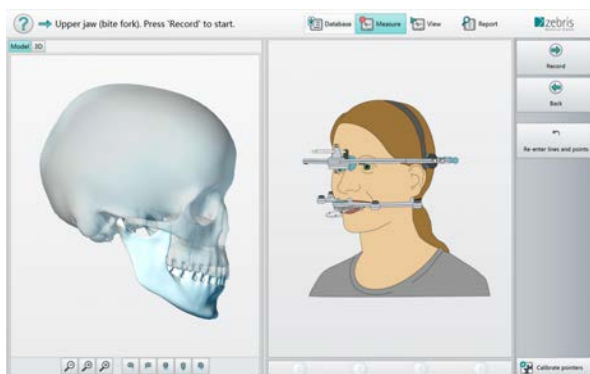 Upper jaw (bite fork). Press 'Record' to start.
Database
Measure
View
Report
zebris
Model
3D
Record
Back
Re-enter lines and points
Calibrate pointers